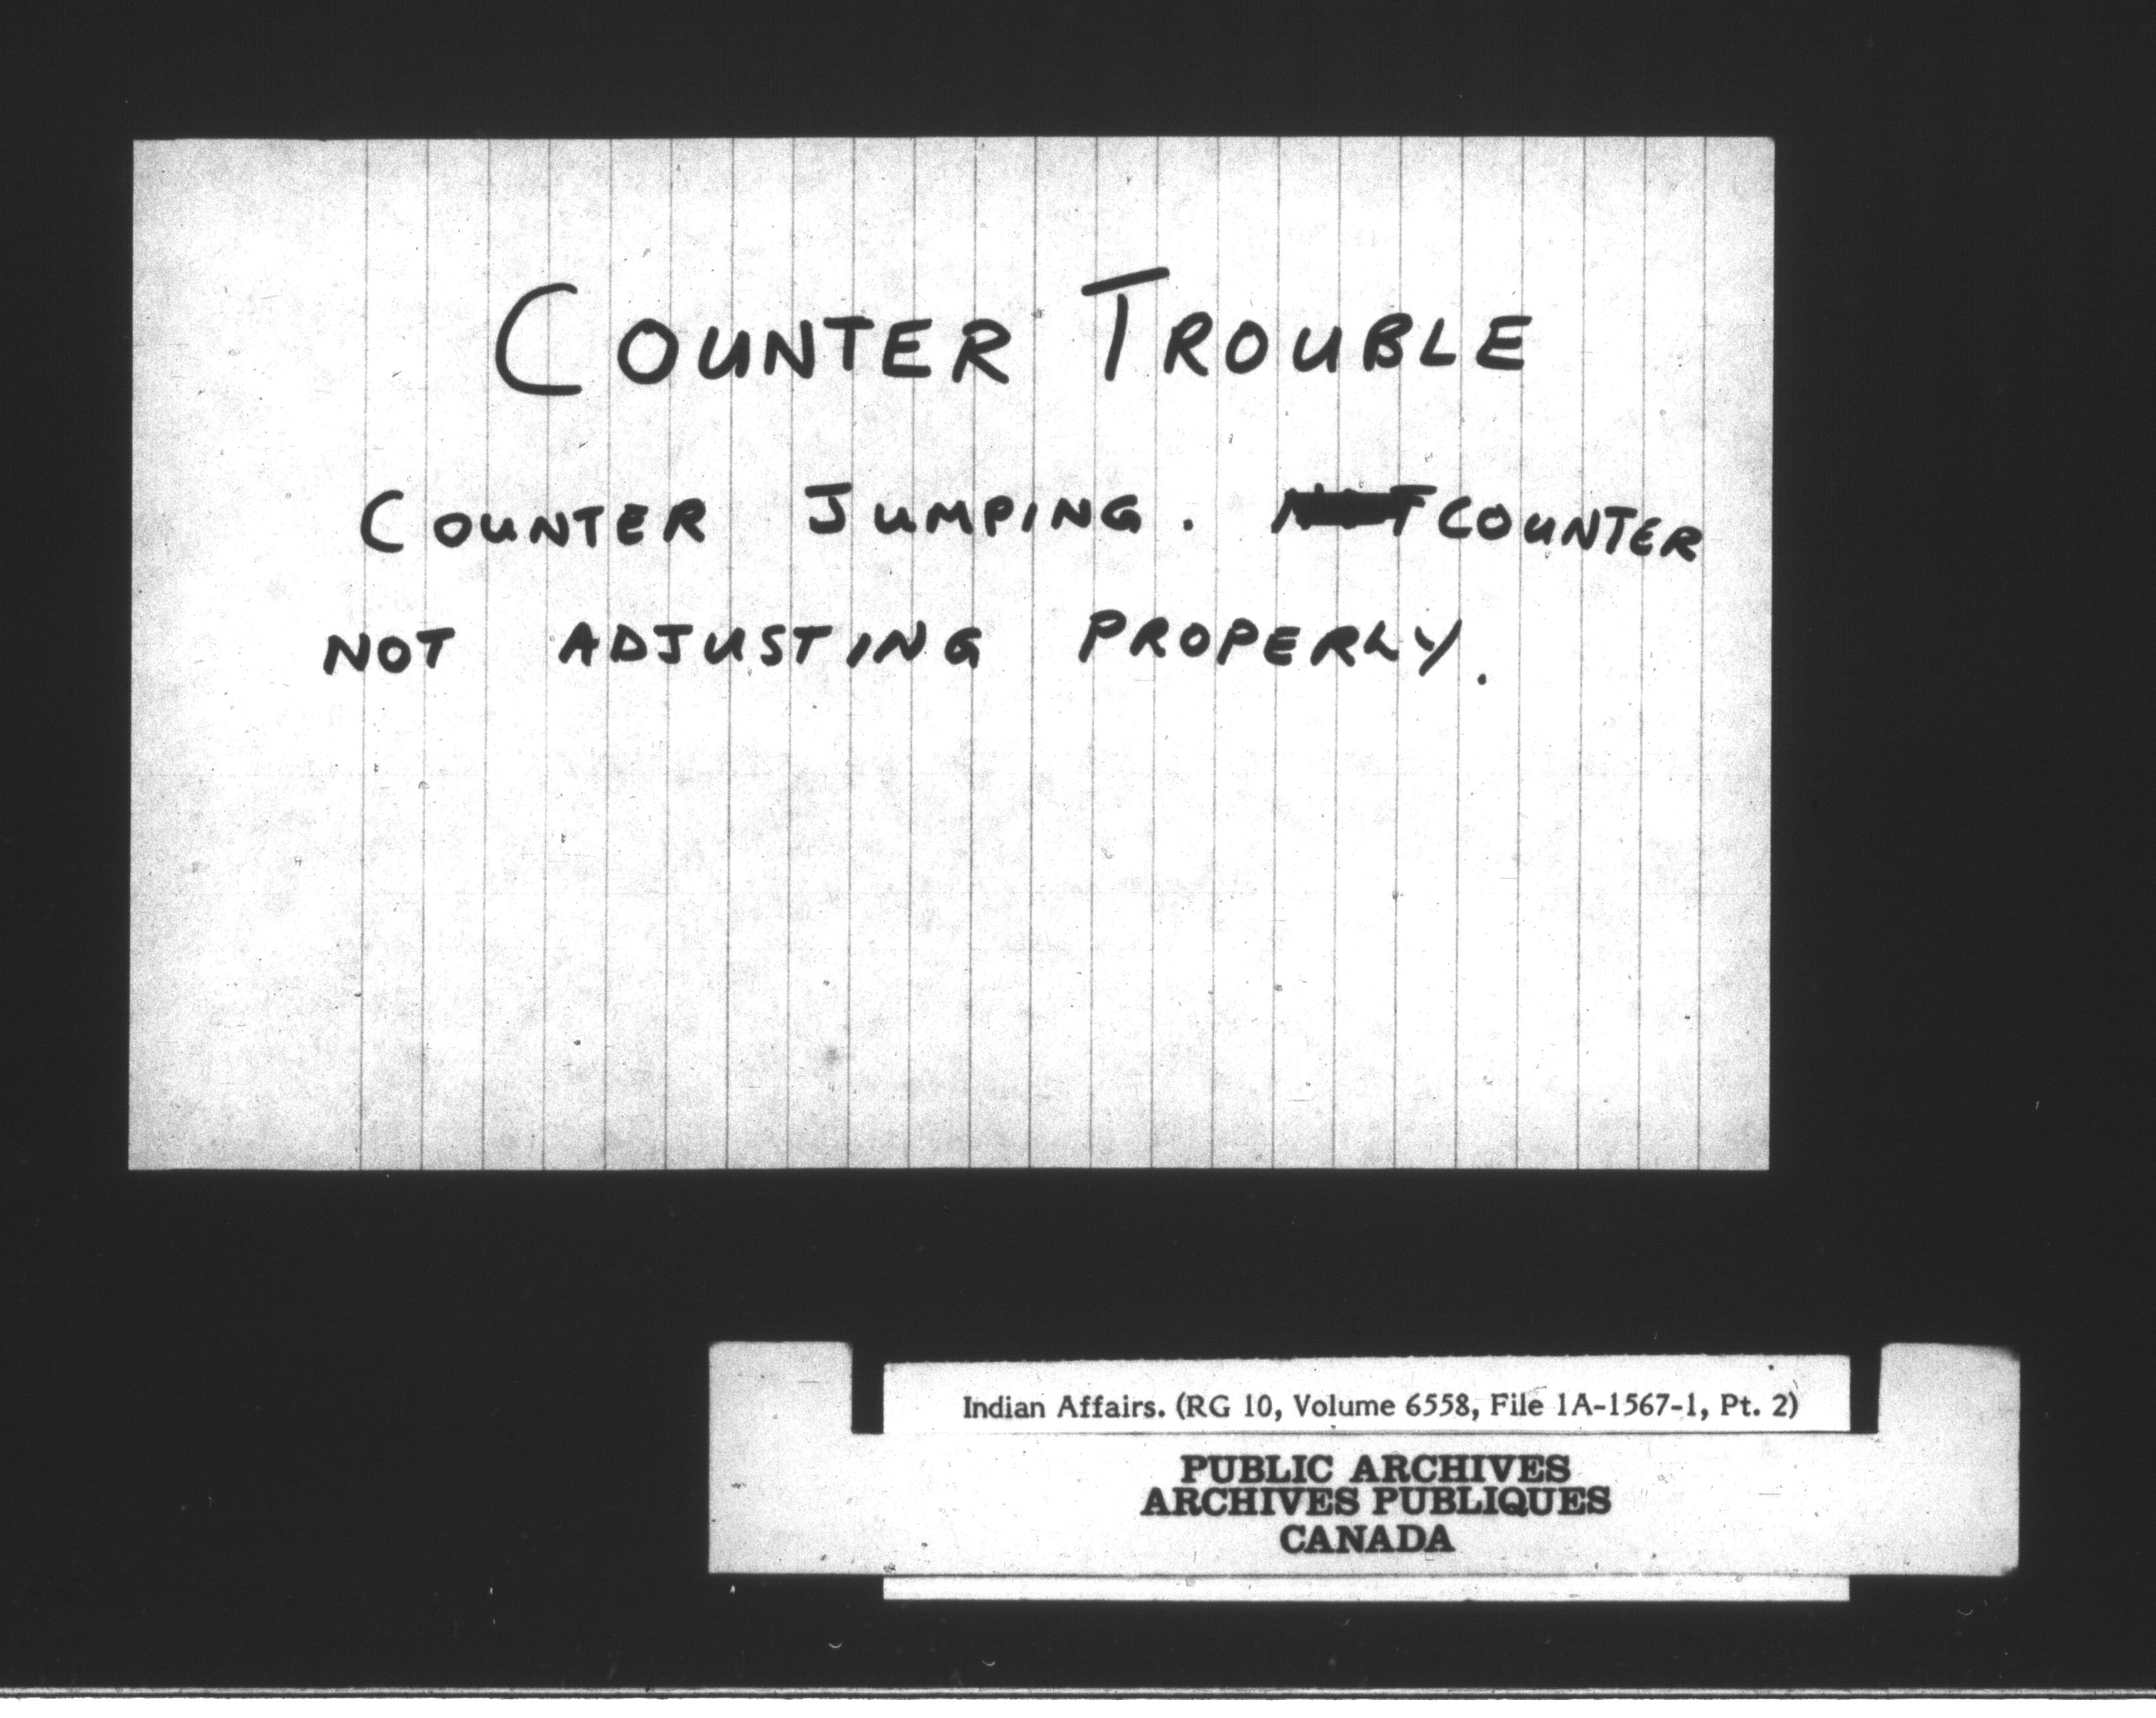 COUNTER TROUBLE
COUNTER JUMPING. COUNTER
NOT ADJUSTING PROPERLY.
Indian Affairs. (RG 10, Volume 6558, File 1A-1567-1, Pt. 2)
PUBLIC ARCHIVES
ARCHIVES PUBLIQUES
CANADA